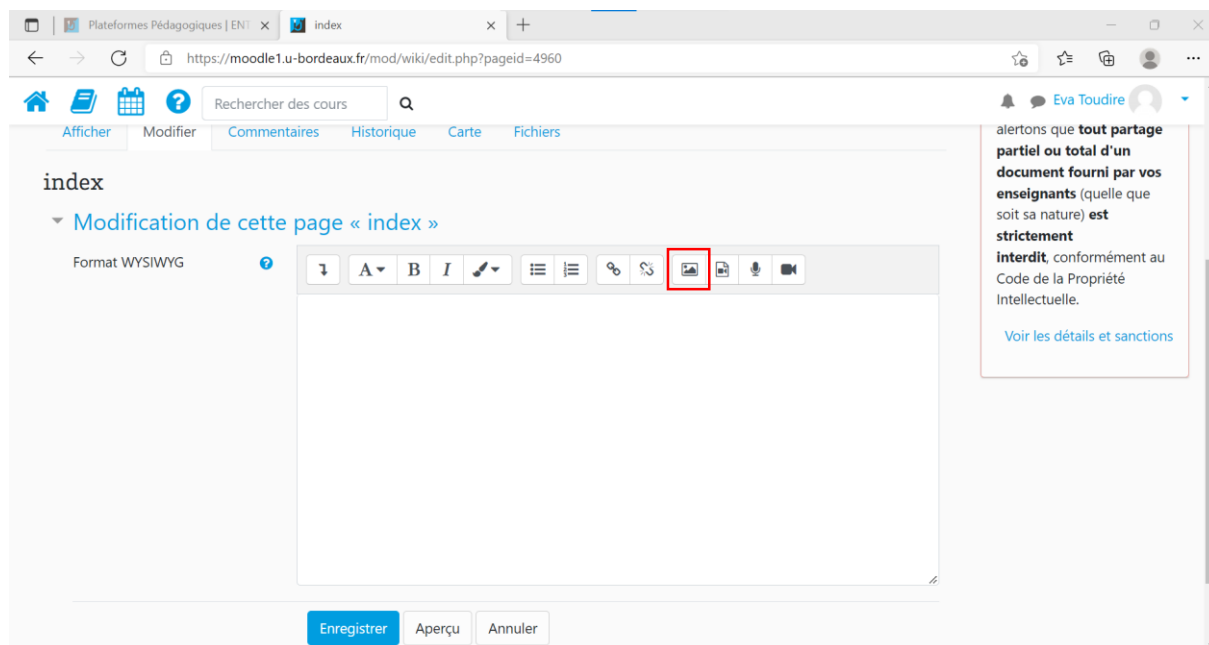 Plateformes Pédagogiques | ENT
index
https://moodle1.u-bordeaux.fr/mod/wiki/edit.php?pageid=4960
Rechercher des cours
Eva Toudire
Afficher Modifier Commentaires Historique Carte Fichiers
index
Modification de cette page « index »
Format WYSIWYG
A B I
Enregistrer Aperçu Annuler
alertons que tout partage
partiel ou total d'un
document fourni par vos
enseignants (quelle que
soit sa nature) est
strictement
interdit, conformément au
Code de la Propriété
Intellectuelle.
Voir les détails et sanctions